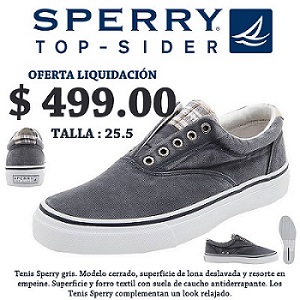 SPERRY
TOP-SIDER
OFERTA LIQUIDACIÓN
$ 499.00
TALLA : 25.5
SPERRY
Tenis Sperry gris. Modelo cerrado, superficie de lona deslavada y resorte en
empeine. Superficie y forro textil con suela de caucho antiderrapante. Los
Tenis Sperry complementan un look relajado.